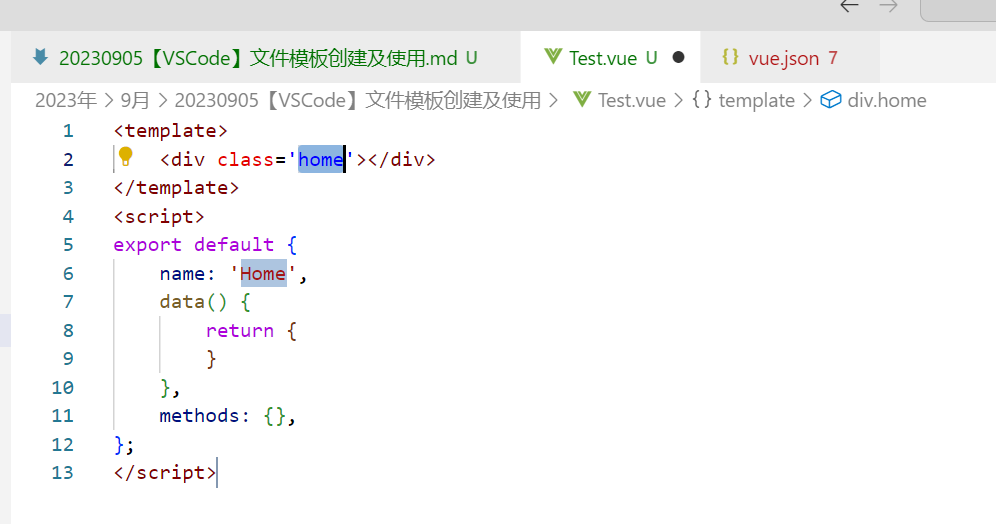 20230905【VSCode】文件模板创建及使用.md U Test.vue U vue.json 7
2023年 > 9月 > 20230905【VSCode】文件模板创建及使用 > Test.vue > {} template > div.home
1 <template>
2     <div class='home'></div>
3 </template>
4 <script>
5 export default {
6     name: 'Home',
7     data() {
8         return {
9         }
10     },
11     methods: {},
12 };
13 </script>